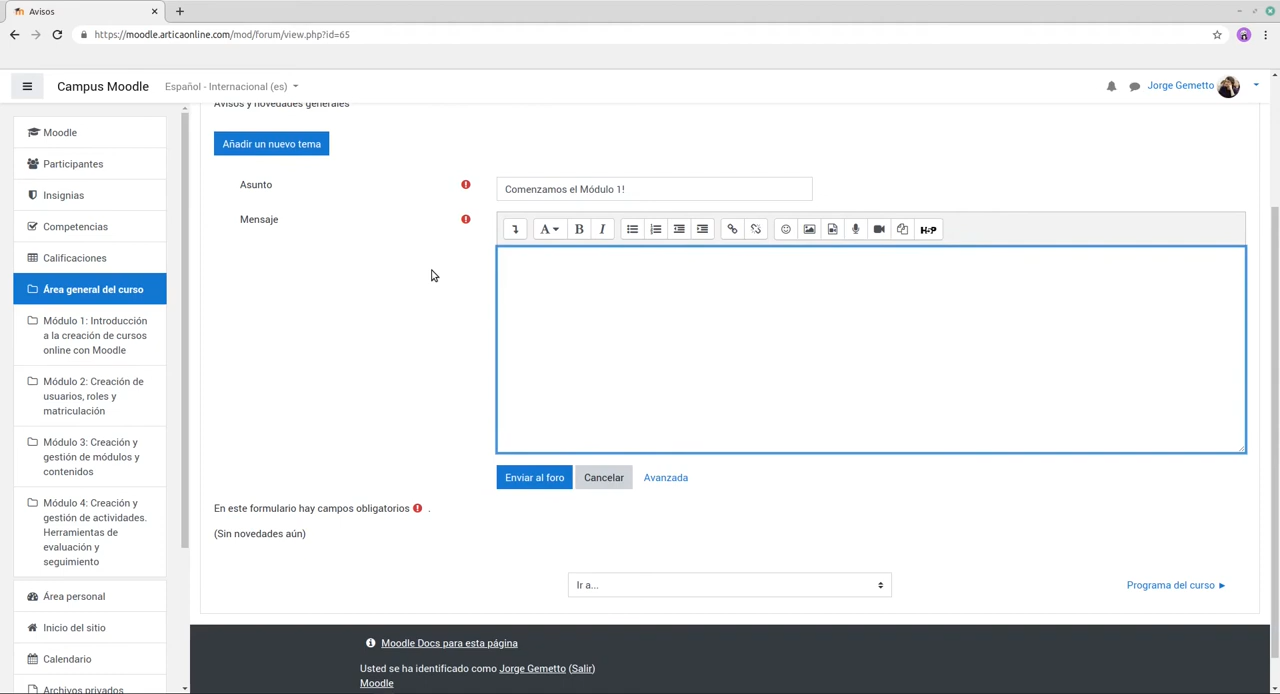 Avisos
https://moodle.articaonline.com/mod/forum/view.php?id=65
Campus Moodle
Español - Internacional (es)
Jorge Gemetto
Moodle
Participantes
Insignias
Competencias
Calificaciones
Área general del curso
Módulo 1: Introducción
a la creación de cursos
online con Moodle
Módulo 2: Creación de
usuarios, roles y
matriculación
Módulo 3: Creación y
gestión de módulos y
contenidos
Módulo 4: Creación y
gestión de actividades.
Herramientas de
evaluación y
seguimiento
Área personal
Inicio del sitio
Calendario
Archivos privados
Avisos y novedades generales
Añadir un nuevo tema
Asunto
Comenzamos el Módulo 1!
Mensaje
A B I
H-P
Enviar al foro
Cancelar
Avanzada
En este formulario hay campos obligatorios .
(Sin novedades aún)
Ir a...
Programa del curso ►
Moodle Docs para esta página
Usted se ha identificado como Jorge Gemetto (Salir)
Moodle